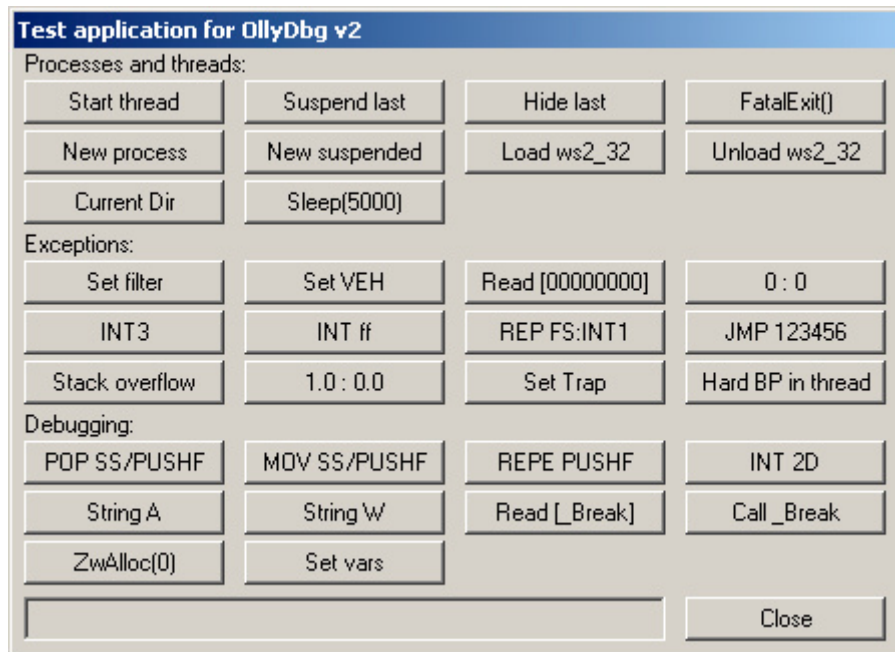 Test application for OllyDbg v2
Processes and threads:
Start thread Suspend last Hide last FatalExit()
New process New suspended Load ws2_32 Unload ws2_32
Current Dir Sleep(5000)
Exceptions:
Set filter Set VEH Read [00000000] 0 : 0
INT3 INT ff REP FS:INT1 JMP 123456
Stack overflow 1.0 : 0.0 Set Trap Hard BP in thread
Debugging:
POP SS/PUSHF MOV SS/PUSHF REPE PUSHF INT 2D
String A String W Read [_Break] Call _Break
ZwAlloc(0) Set vars
Close